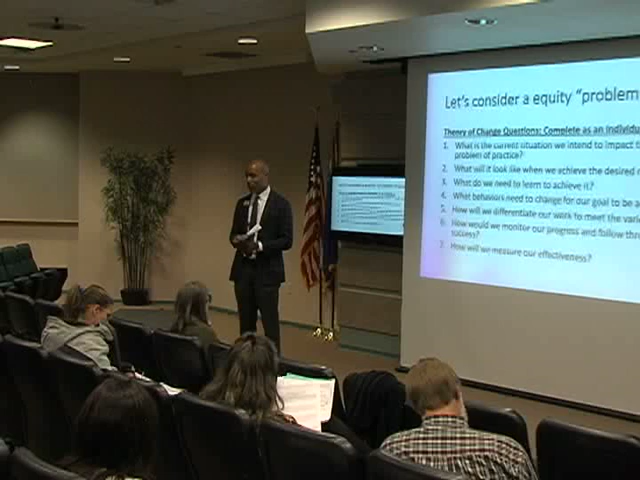 Let's consider a equity "problem
Theory of Change Questions: Complete as an Individu
1. What is the current situation we intend to impact t
problem of practice?
2. What will it look like when we achieve the desired
3. What do we need to learn to achieve it?
4. What behaviors need to change for our goal to be a
5. How will we differentiate our work to meet the vari
6. How would we monitor our progress and follow thr
success?
7. How will we measure our effectiveness?